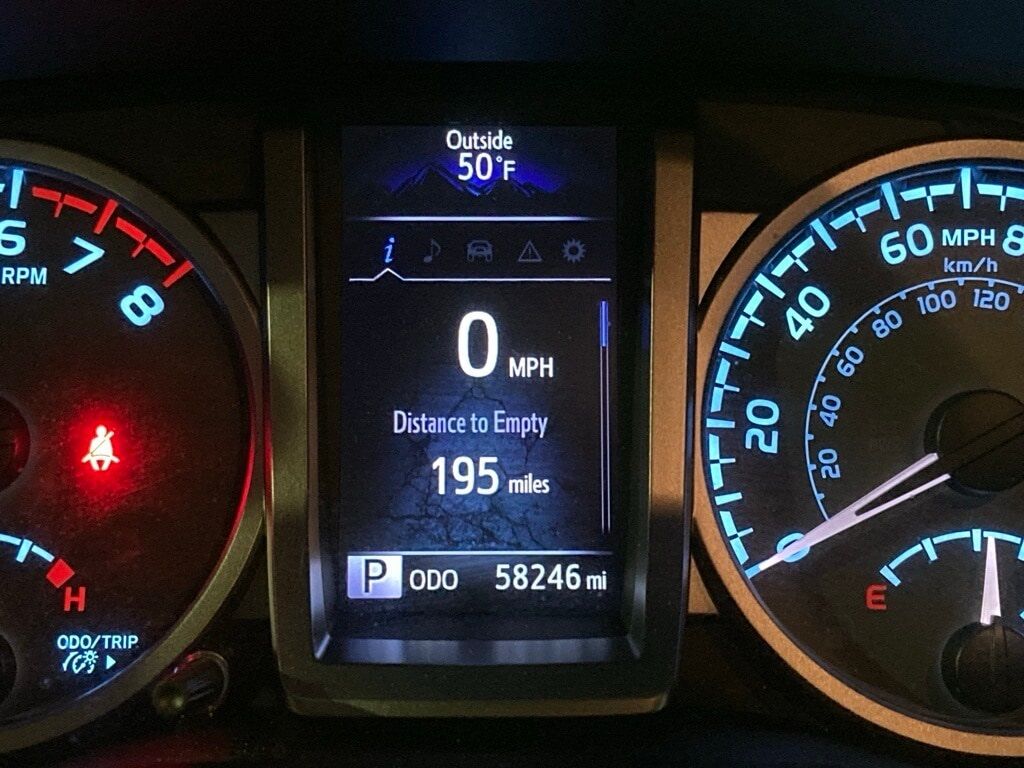 Outside
50°F
i
0 MPH
Distance to Empty
195 miles
P ODO 58246 mi
6 7 8
RPM
H
ODO/TRIP
0 20 40 60
MPH
km/h
20 40 60 80 100 120
E